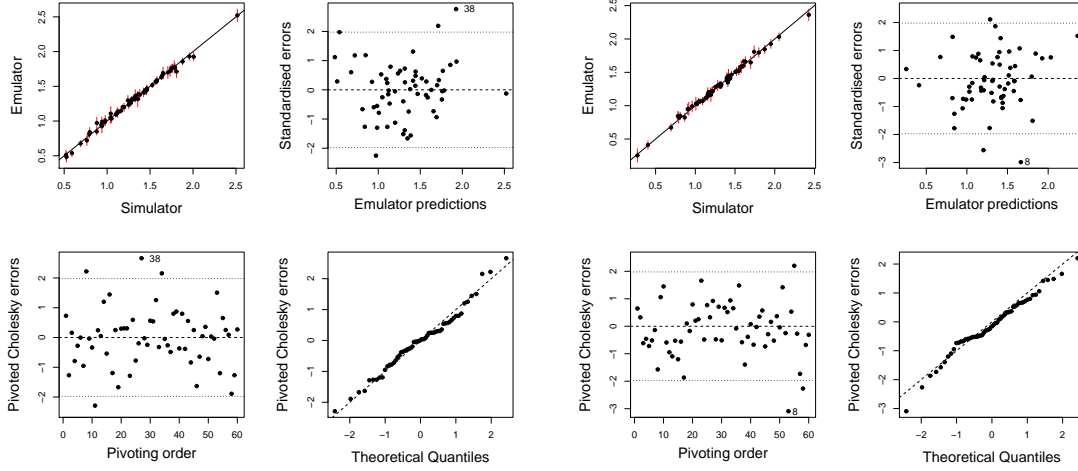 Emulator
0.5 1.0 1.5 2.0 2.5
0.5 1.0 1.5 2.0 2.5
Simulator
Standardised errors
−2 −1 0 1 2
38
0.5 1.0 1.5 2.0 2.5
Emulator predictions
Emulator
0.5 1.0 1.5 2.0 2.5
0.5 1.0 1.5 2.0 2.5
Simulator
Standardised errors
−3 −2 −1 0 1 2
8
0.5 1.0 1.5 2.0
Emulator predictions
Pivoted Cholesky errors
−2 −1 0 1 2
38
0 10 20 30 40 50 60
Pivoting order
Pivoted Cholesky errors
−3 −2 −1 0 1 2
−2 −1 0 1 2
Theoretical Quantiles
Pivoted Cholesky errors
−3 −2 −1 0 1 2
8
0 10 20 30 40 50 60
Pivoting order
Pivoted Cholesky errors
−3 −2 −1 0 1 2
−2 −1 0 1 2
Theoretical Quantiles